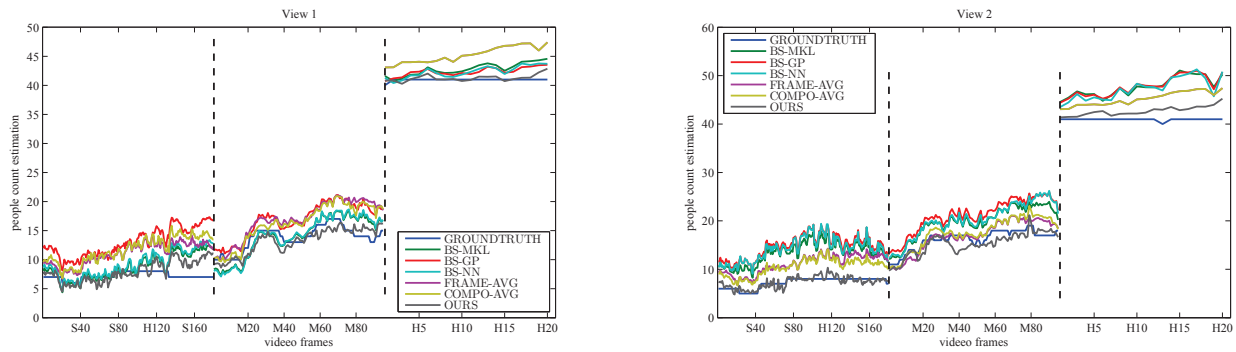 View 1
50
45
40
35
30
25
20
15
10
5
0
people count estimation
GROUNDTRUTH
BS-MKL
BS-GP
BS-NN
FRAME-AVG
COMPO-AVG
OURS
S40 S80 H120 S160 M20 M40 M60 M80 H5 H10 H15 H20
videeo frames
View 2
60
50
40
30
20
10
0
people count estimation
GROUNDTRUTH
BS-MKL
BS-GP
BS-NN
FRAME-AVG
COMPO-AVG
OURS
S40 S80 H120 S160 M20 M40 M60 M80 H5 H10 H15 H20
videeo frames